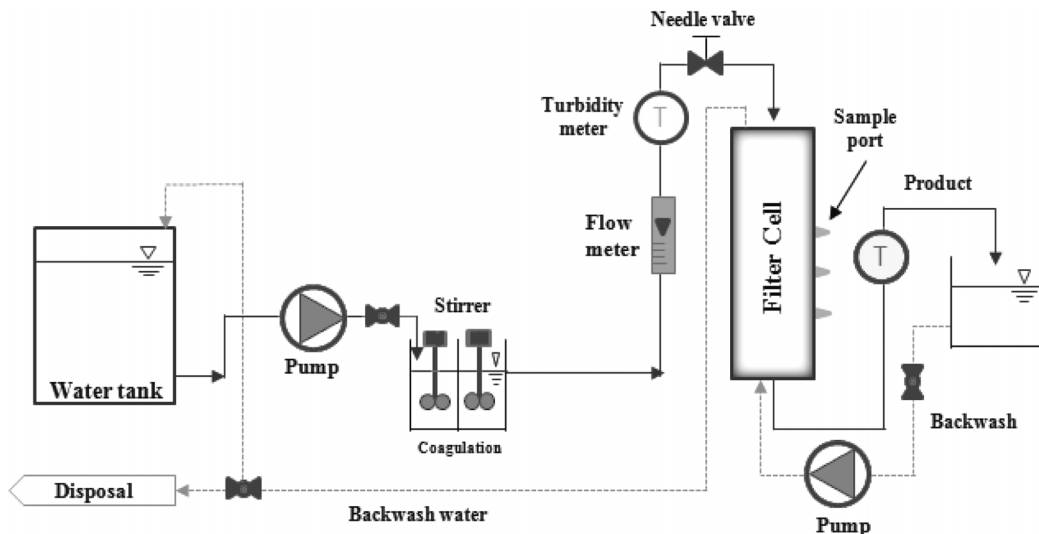 Needle valve
Turbidity
meter
T
Sample
port
Product
Flow
meter
Filter Cell
T
Stirrer
Pump
Water tank
Coagulation
Backwash
Disposal
Backwash water
Pump